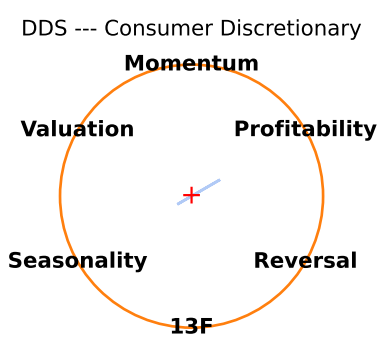 DDS --- Consumer Discretionary
Momentum
Valuation
Profitability
Seasonality
Reversal
13F